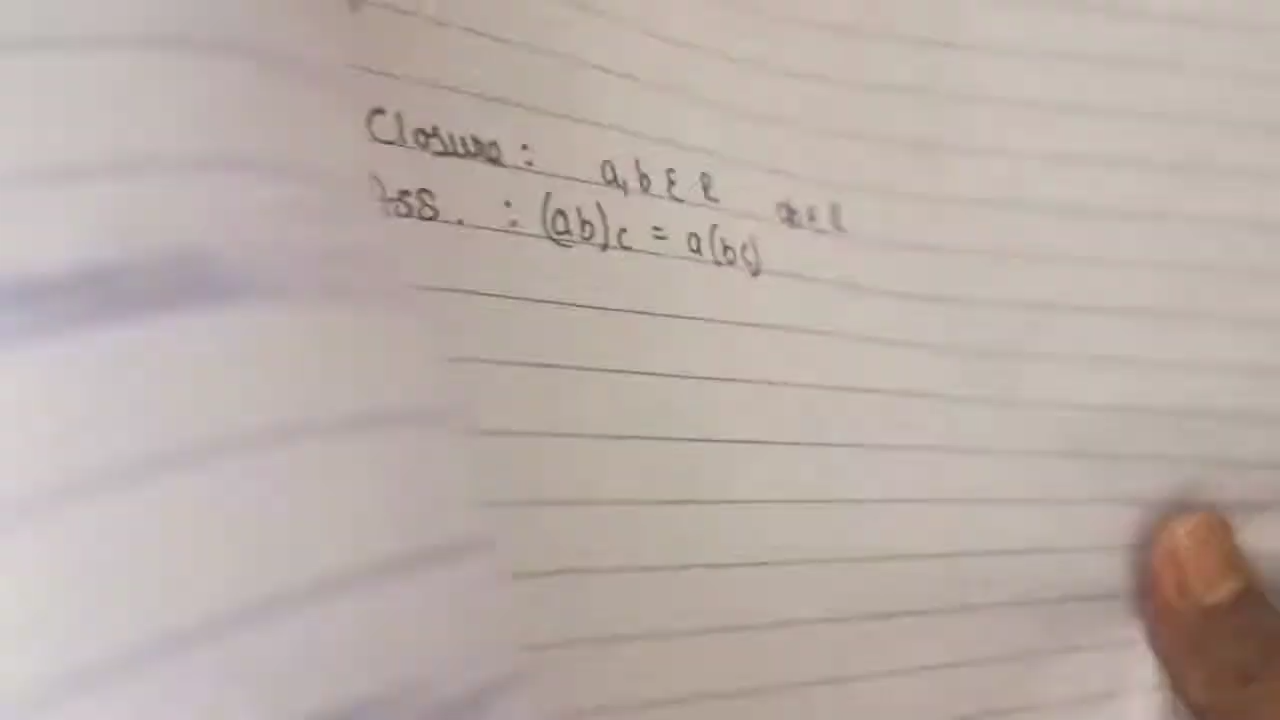 Closure : a, b ε R
Ass. : (ab)c = a(bc)